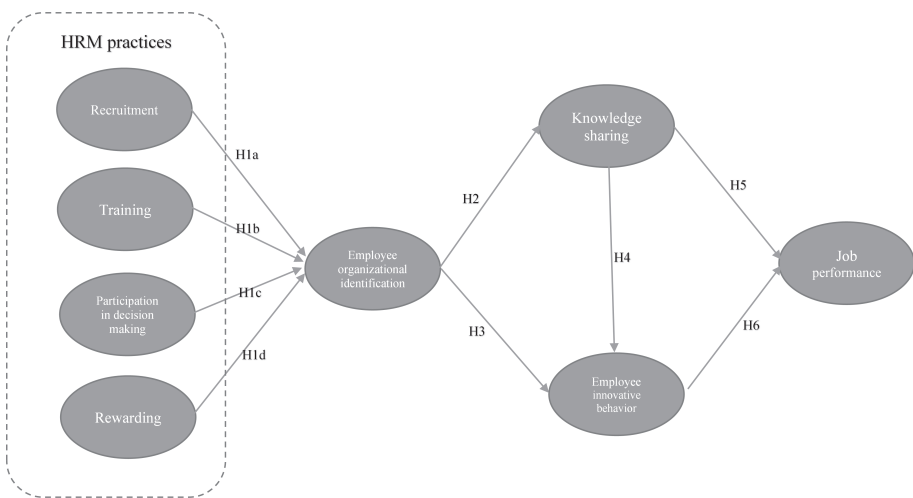 HRM practices
Recruitment
H1a
Training
H1b
Participation
in decision
making
H1c
Rewarding
H1d
Employee
organizational
identification
H2
H3
Knowledge
sharing
H4
Employee
innovative
behavior
H5
H6
Job
performance